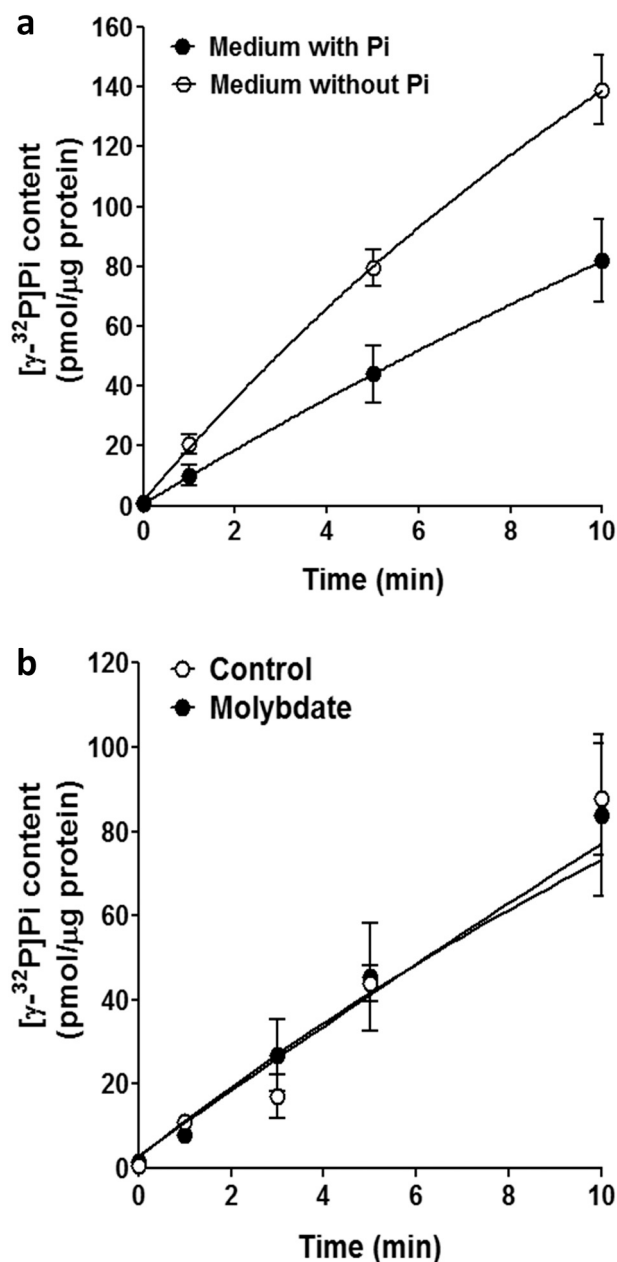 a
160
Medium with Pi
Medium without Pi
140
120
100
80
60
40
20
0
[γ-³²P]Pi content
(pmol/µg protein)
0 2 4 6 8 10
Time (min)
b
120
Control
Molybdate
100
80
60
40
20
0
[γ-³²P]Pi content
(pmol/µg protein)
0 2 4 6 8 10
Time (min)